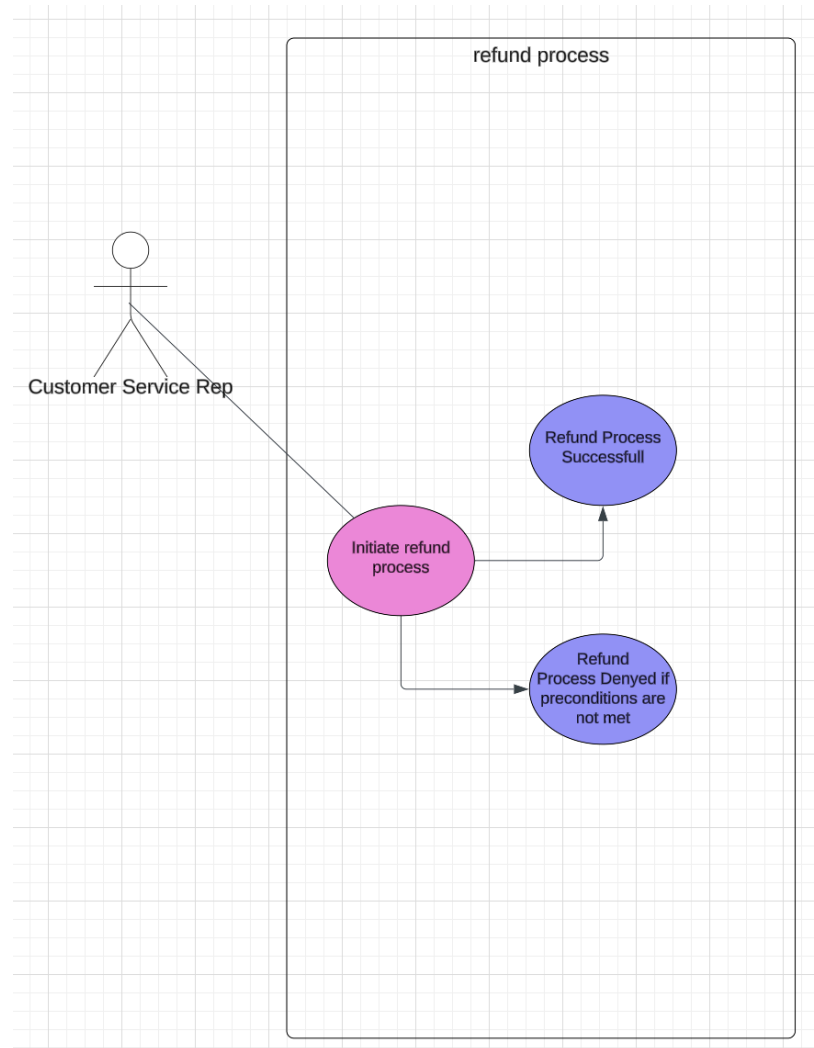 refund process
Customer Service Rep
Refund Process
Successfull
Initiate refund
process
Refund
Process Denyed if
preconditions are
not met